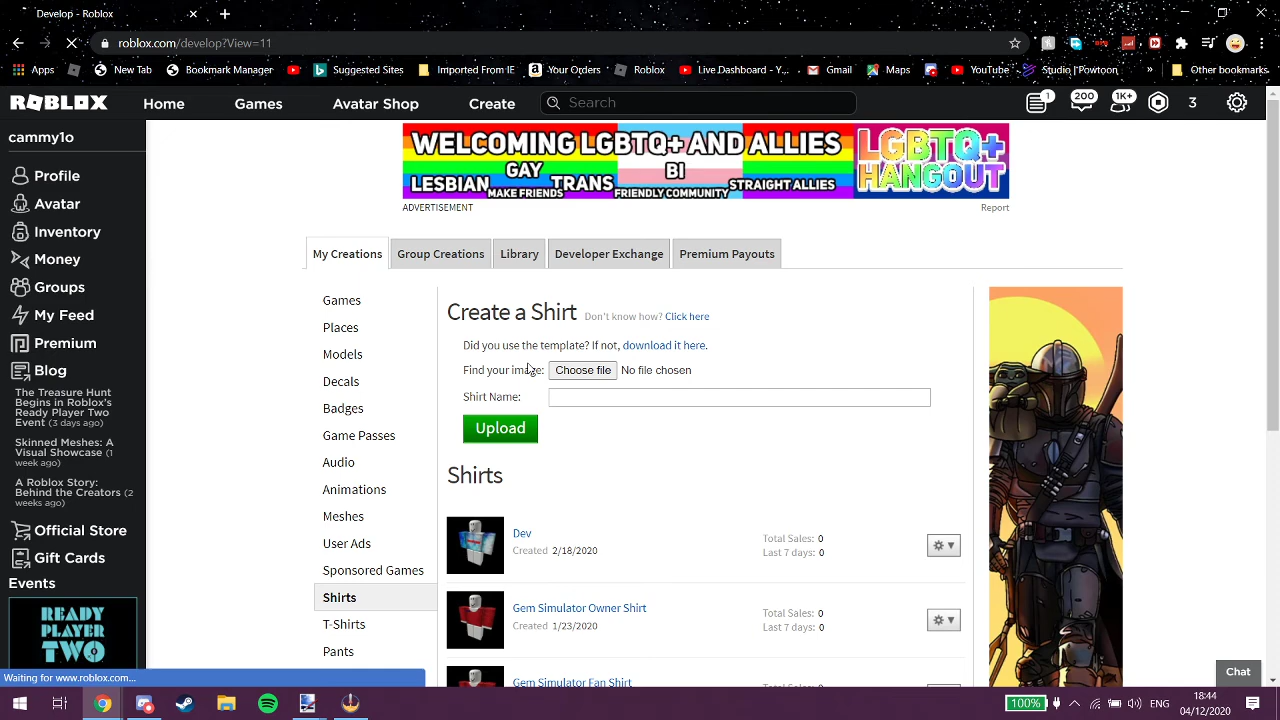 Develop - Roblox
roblox.com/develop?View=11
Apps
New Tab
Bookmark Manager
Suggested Sites
Imported From IE
Your Orders
Roblox
Live Dashboard - Y...
Gmail
Maps
YouTube
Studio | Powtoon
»
Other bookmarks
ROBLOX
Home
Games
Avatar Shop
Create
Search
1
200
1K+
3
cammy1o
Profile
Avatar
Inventory
Money
Groups
My Feed
Premium
Blog
The Treasure Hunt
Begins in Roblox's
Ready Player Two
Event (3 days ago)
Skinned Meshes: A
Visual Showcase (1
week ago)
A Roblox Story:
Behind the Creators (2
weeks ago)
Official Store
Gift Cards
Events
READY
PLAYER
TWO
WELCOMING LGBTQ+ AND ALLIES
GAY
BI
LESBIAN
TRANS
STRAIGHT ALLIES
MAKE FRIENDS
FRIENDLY COMMUNITY
LGBTQ+
HANGOUT
ADVERTISEMENT
Report
My Creations
Group Creations
Library
Developer Exchange
Premium Payouts
Games
Places
Models
Decals
Badges
Game Passes
Audio
Animations
Meshes
User Ads
Sponsored Games
Shirts
T-Shirts
Pants
Create a Shirt
Don't know how? Click here
Did you use the template? If not, download it here.
Find your image:
Choose file
No file chosen
Shirt Name:
Upload
Shirts
Dev
Created 2/18/2020
Total Sales: 0
Last 7 days: 0
Gem Simulator Owner Shirt
Created 1/23/2020
Total Sales: 0
Last 7 days: 0
Gem Simulator Fan Shirt
Chat
Waiting for www.roblox.com...
100%
ENG
18:44
04/12/2020